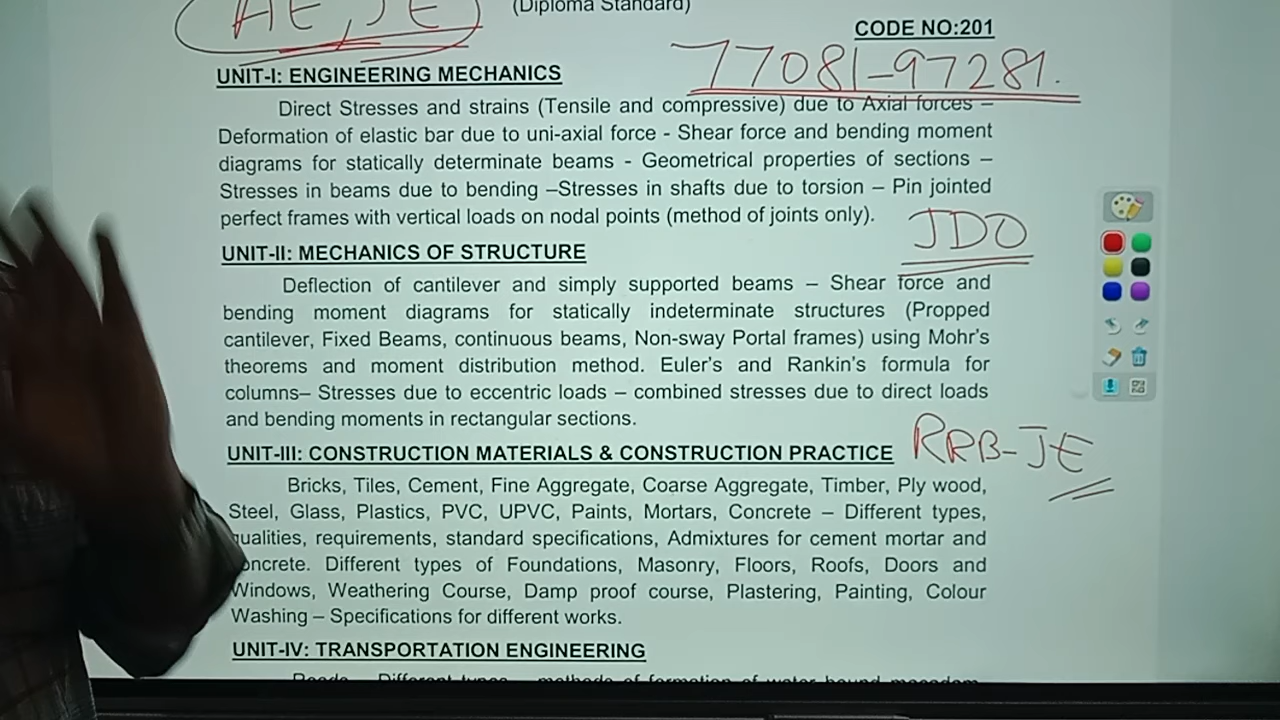 AE, JE
(Diploma Standard)
CODE NO:201
77081-97281.
UNIT-I: ENGINEERING MECHANICS
Direct Stresses and strains (Tensile and compressive) due to Axial forces –
Deformation of elastic bar due to uni-axial force - Shear force and bending moment
diagrams for statically determinate beams - Geometrical properties of sections –
Stresses in beams due to bending –Stresses in shafts due to torsion – Pin jointed
perfect frames with vertical loads on nodal points (method of joints only).
JDO
UNIT-II: MECHANICS OF STRUCTURE
Deflection of cantilever and simply supported beams – Shear force and
bending moment diagrams for statically indeterminate structures (Propped
cantilever, Fixed Beams, continuous beams, Non-sway Portal frames) using Mohr's
theorems and moment distribution method. Euler's and Rankin's formula for
columns– Stresses due to eccentric loads – combined stresses due to direct loads
and bending moments in rectangular sections.
UNIT-III: CONSTRUCTION MATERIALS & CONSTRUCTION PRACTICE
RRB-JE
Bricks, Tiles, Cement, Fine Aggregate, Coarse Aggregate, Timber, Ply wood,
Steel, Glass, Plastics, PVC, UPVC, Paints, Mortars, Concrete – Different types,
qualities, requirements, standard specifications, Admixtures for cement mortar and
concrete. Different types of Foundations, Masonry, Floors, Roofs, Doors and
Windows, Weathering Course, Damp proof course, Plastering, Painting, Colour
Washing – Specifications for different works.
UNIT-IV: TRANSPORTATION ENGINEERING
Roads – Different types – methods of formation of water bound macadam